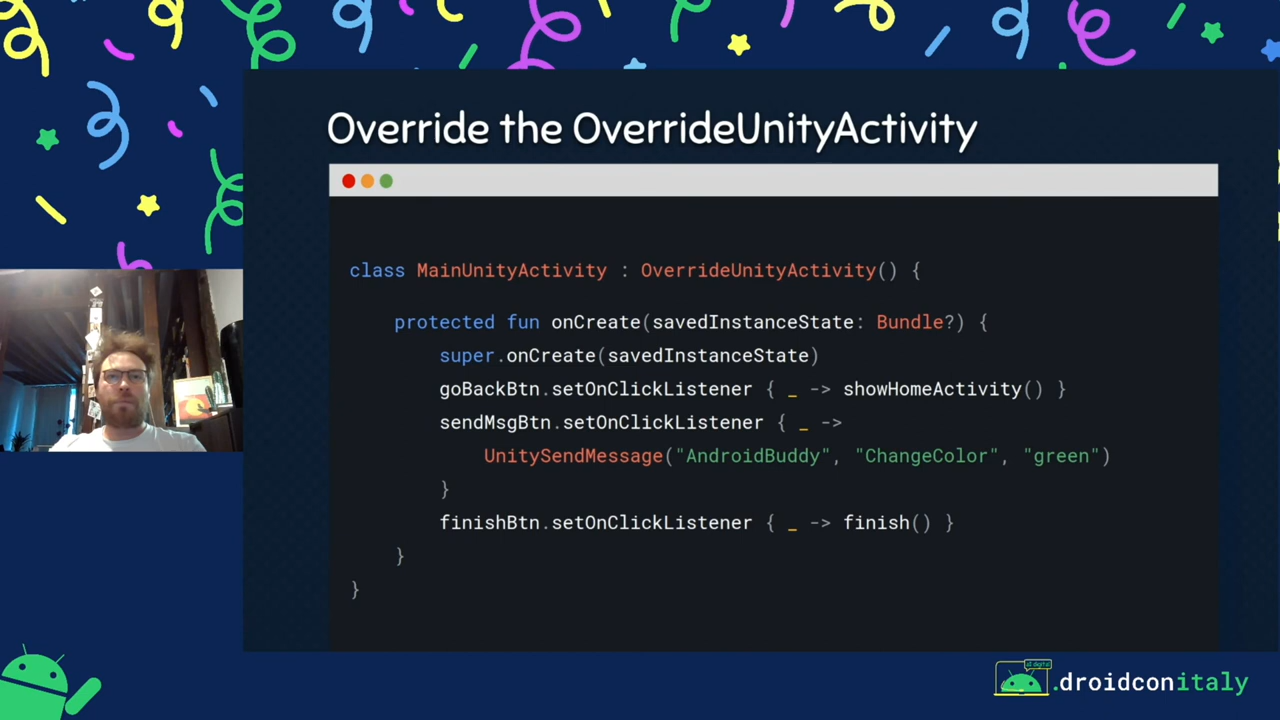 Override the OverrideUnityActivity
class MainUnityActivity : OverrideUnityActivity() {
protected fun onCreate(savedInstanceState: Bundle?) {
super.onCreate(savedInstanceState)
goBackBtn.setOnClickListener { _ -> showHomeActivity() }
sendMsgBtn.setOnClickListener { _ ->
UnitySendMessage("AndroidBuddy", "ChangeColor", "green")
}
finishBtn.setOnClickListener { _ -> finish() }
}
}
.droidconitaly